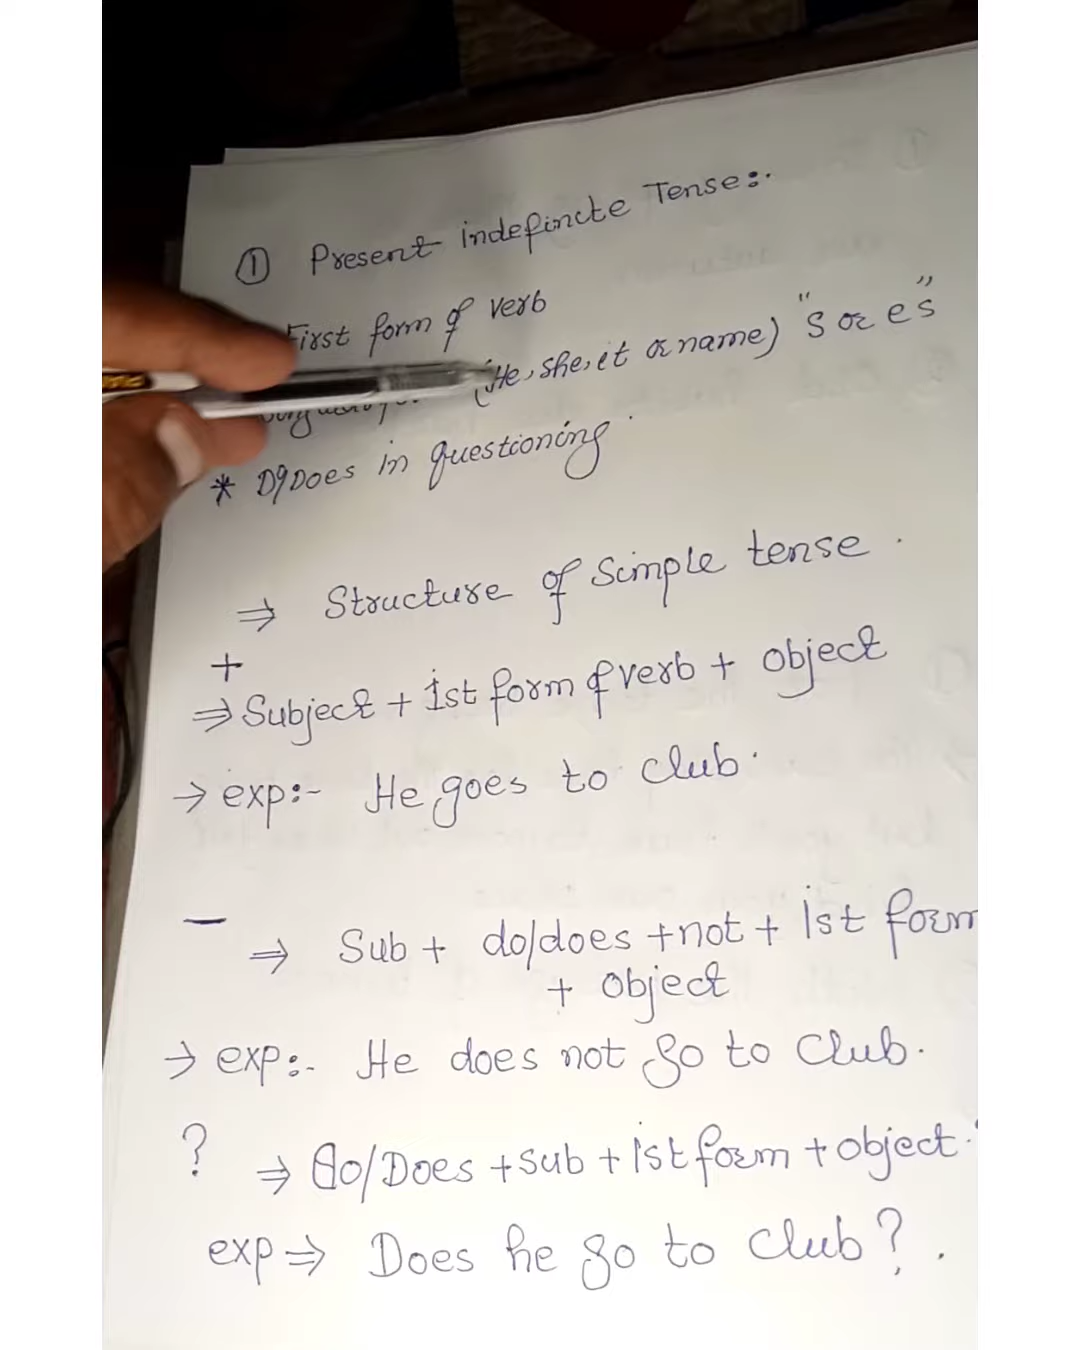 ① Present indefinite Tense:-
First form of verb
(He, she, it or name) "s or es"
* Do/Does in questioning
⇒ Structure of Simple tense.
+
⇒ Subject + 1st form of verb + object
→ exp:- He goes to club.
—
⇒ Sub + do/does + not + 1st form
+ object
→ exp:- He does not go to club.
?
⇒ Do/Does + sub + 1st form + object.
exp ⇒ Does he go to club?.